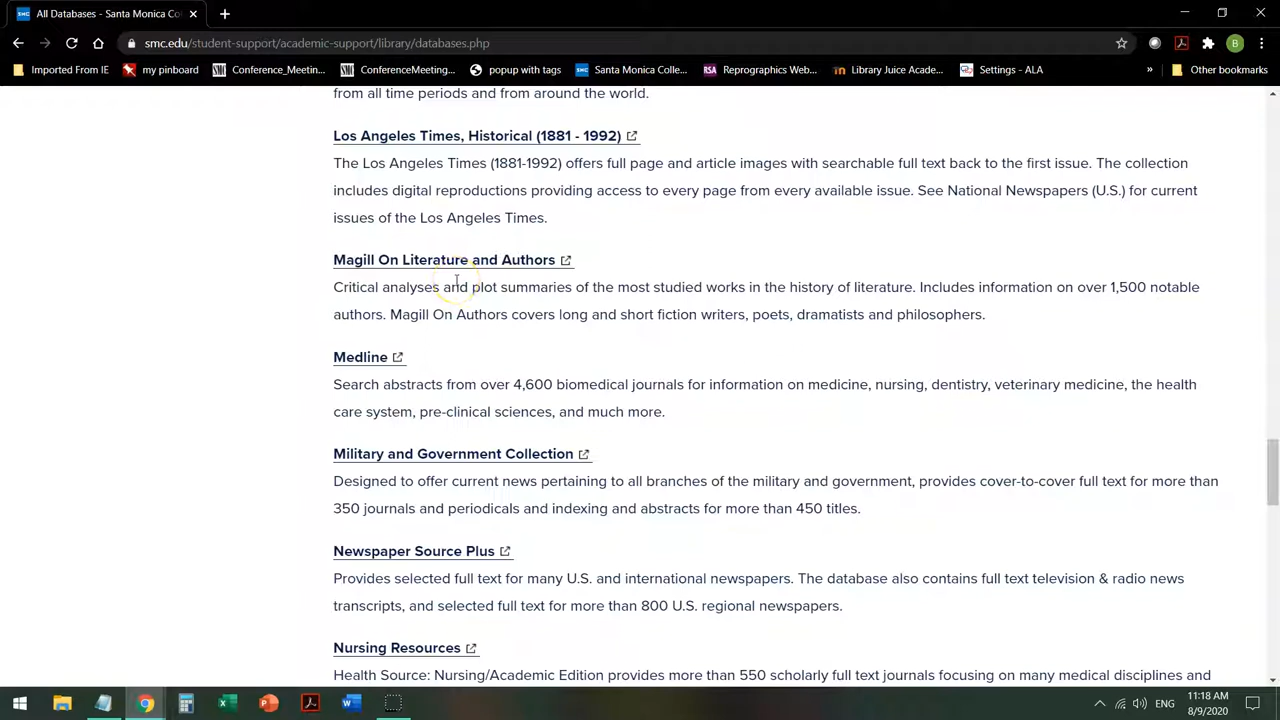 All Databases - Santa Monica Co
smc.edu/student-support/academic-support/library/databases.php
Imported From IE my pinboard Conference_Meetin... ConferenceMeeting... popup with tags Santa Monica Colle... Reprographics Web... Library Juice Acade... Settings - ALA » Other bookmarks
from all time periods and from around the world.
Los Angeles Times, Historical (1881 - 1992)
The Los Angeles Times (1881-1992) offers full page and article images with searchable full text back to the first issue. The collection
includes digital reproductions providing access to every page from every available issue. See National Newspapers (U.S.) for current
issues of the Los Angeles Times.
Magill On Literature and Authors
Critical analyses and plot summaries of the most studied works in the history of literature. Includes information on over 1,500 notable
authors. Magill On Authors covers long and short fiction writers, poets, dramatists and philosophers.
Medline
Search abstracts from over 4,600 biomedical journals for information on medicine, nursing, dentistry, veterinary medicine, the health
care system, pre-clinical sciences, and much more.
Military and Government Collection
Designed to offer current news pertaining to all branches of the military and government, provides cover-to-cover full text for more than
350 journals and periodicals and indexing and abstracts for more than 450 titles.
Newspaper Source Plus
Provides selected full text for many U.S. and international newspapers. The database also contains full text television & radio news
transcripts, and selected full text for more than 800 U.S. regional newspapers.
Nursing Resources
Health Source: Nursing/Academic Edition provides more than 550 scholarly full text journals focusing on many medical disciplines and
ENG
11:18 AM
8/9/2020